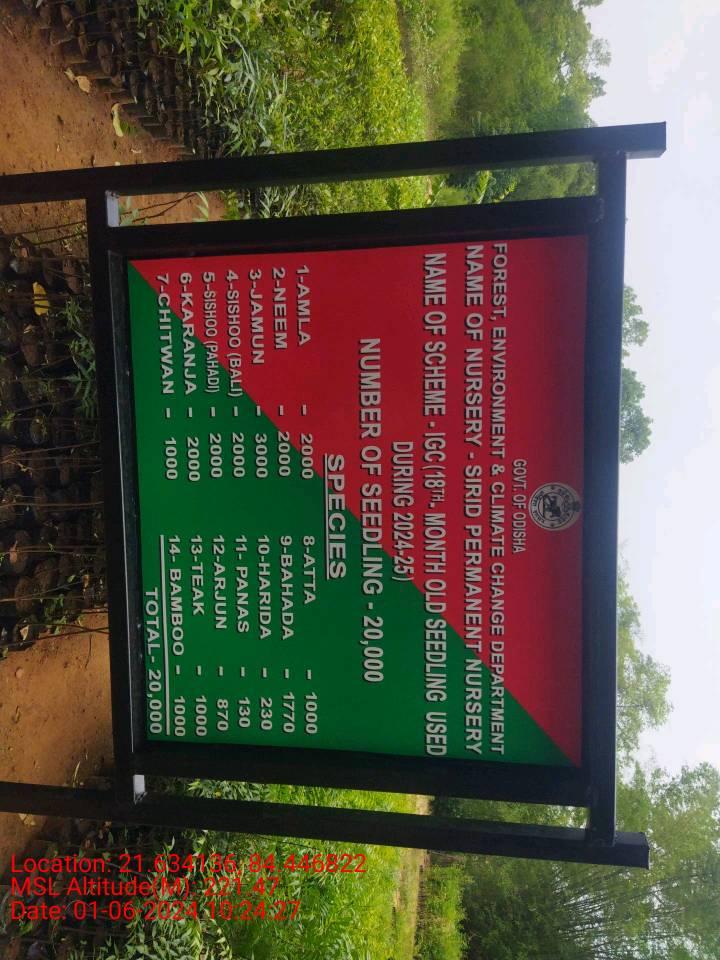 GOVT. OF ODISHA
FOREST, ENVIRONMENT & CLIMATE CHANGE DEPARTMENT
NAME OF NURSERY - SIRID PERMANENT NURSERY
NAME OF SCHEME - IGC (18TH- MONTH OLD SEEDLING USED
DURING 2024-25)
NUMBER OF SEEDLING - 20,000
SPECIES
1-AMLA - 2000
2-NEEM - 2000
3-JAMUN - 3000
4-SISHOO (BALI) - 2000
5-SISHOO (PAHADI) - 2000
6-KARANJA - 2000
7-CHITWAN - 1000
8-ATTA - 1000
9-BAHADA - 1770
10-HARIDA - 230
11- PANAS - 130
12-ARJUN - 870
13-TEAK - 1000
14- BAMBOO - 1000
TOTAL- 20,000
Location: 21.634136, 84.446822
MSL Altitude(M): 221.47
Date: 01-06-2024 10:24:27